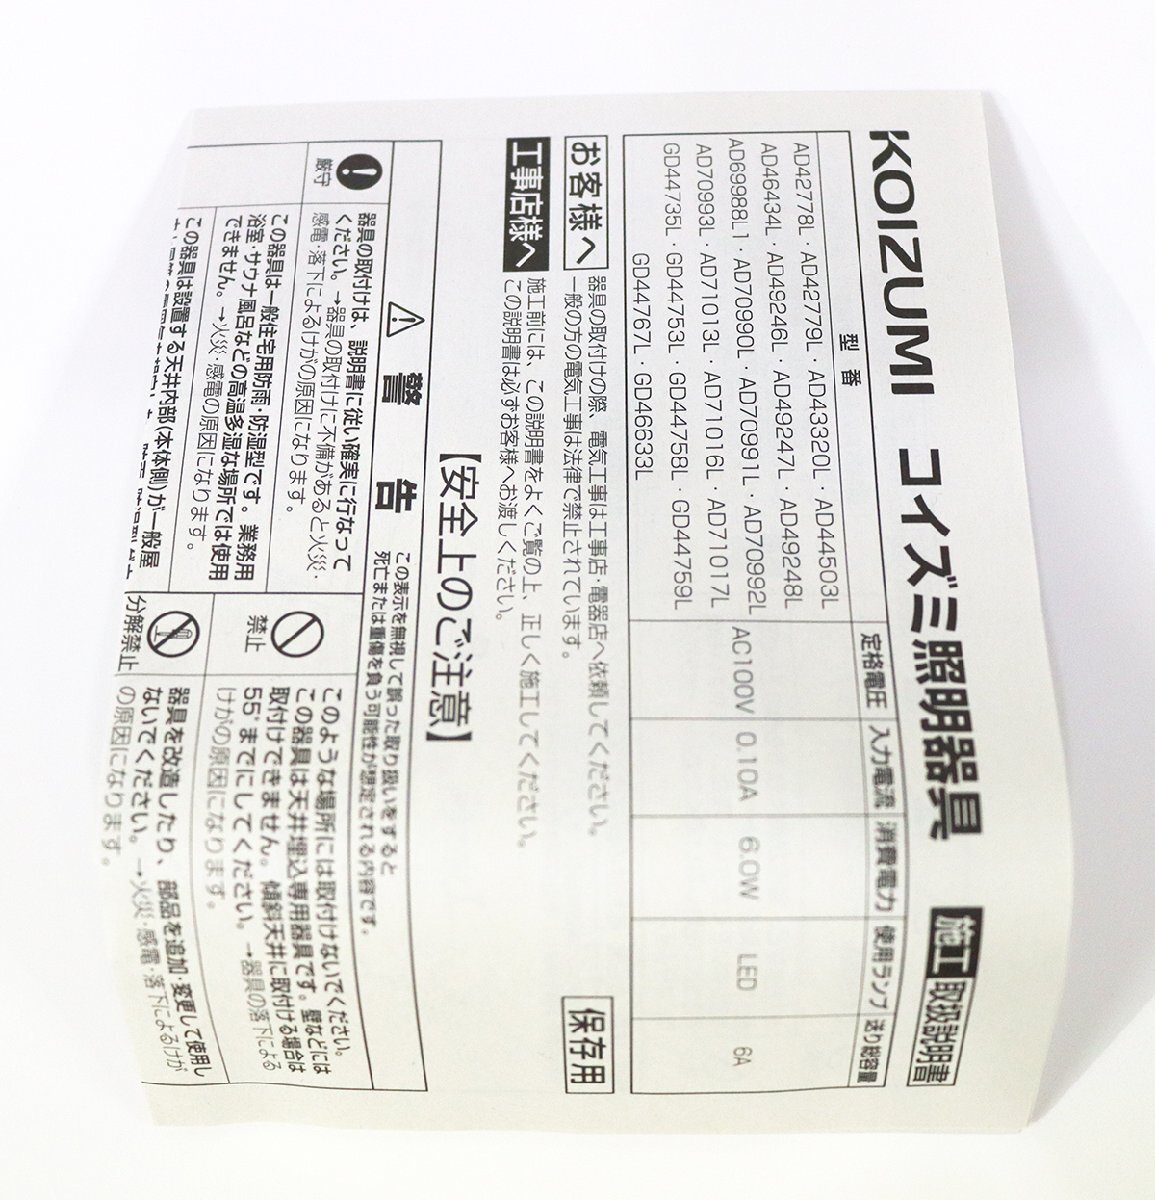 KOIZUMI コイズミ照明器具 施工 取扱説明書
型番 定格電圧 入力電流 消費電力 使用ランプ 送り総容量
AD42778L・AD42779L・AD43320L・AD44503L
AD46434L・AD49246L・AD49247L・AD49248L
AD69988L1・AD70990L・AD70991L・AD70992L
AD70993L・AD71013L・AD71016L・AD71017L
GD44735L・GD44753L・GD44758L・GD44759L
GD44767L・GD46633L
AC100V 0.10A 6.0W LED 6A
お客様へ
器具の取付けの際、電気工事は工事店・電器店へ依頼してください。
一般の方の電気工事は法律で禁止されています。
保存用
工事店様へ
施工前には、この説明書をよくご覧の上、正しく施工してください。
この説明書は必ずお客様へお渡しください。
【安全上のご注意】
警告
この表示を無視して誤った取り扱いをすると
死亡または重傷を負う可能性が想定される内容です。
厳守
器具の取付けは、説明書に従い確実に行なって
ください。→器具の取付けに不備があると火災・
感電・落下によるけがの原因になります。
この器具は一般住宅用防雨・防湿型です。業務用
浴室・サウナ風呂などの高温多湿な場所では使用
できません。→火災・感電の原因になります。
この器具は設置する天井内部(本体側)が一般屋
禁止
このような場所には取付けないでください。
この器具は天井埋込専用器具です。壁などには
取付けできません。傾斜天井に取付ける場合は
55°までにしてください。→器具の落下による
けがの原因になります。
分解禁止
器具を改造したり、部品を追加・変更して使用し
ないでください。→火災・感電・落下によるけが
の原因になります。